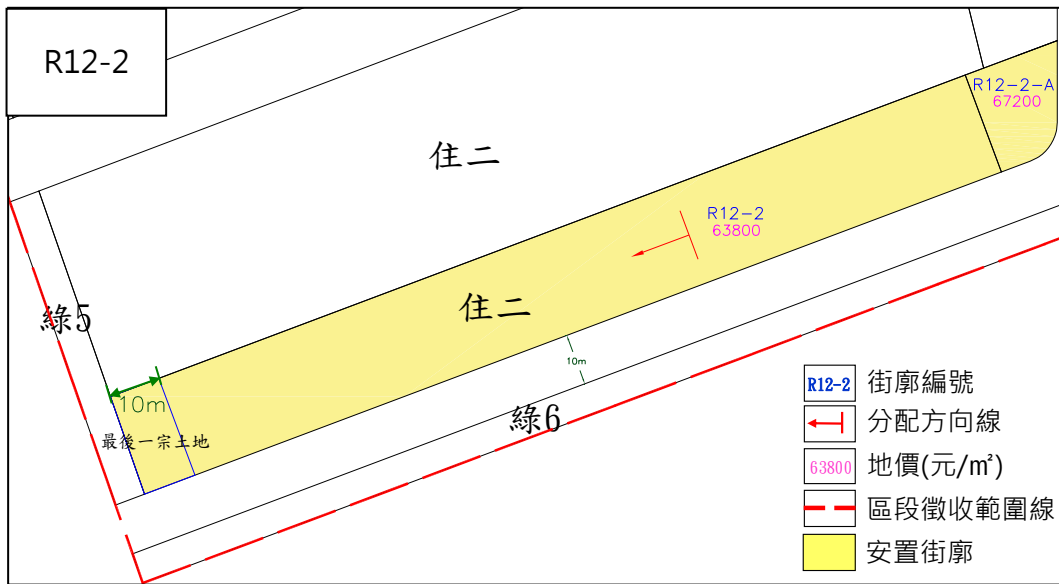 R12-2
R12-2-A
67200
住二
R12-2
63800
綠5
住二
10m
10m
綠6
最後一宗土地
R12-2 街廓編號
分配方向線
63800 地價(元/㎡)
區段徵收範圍線
安置街廓